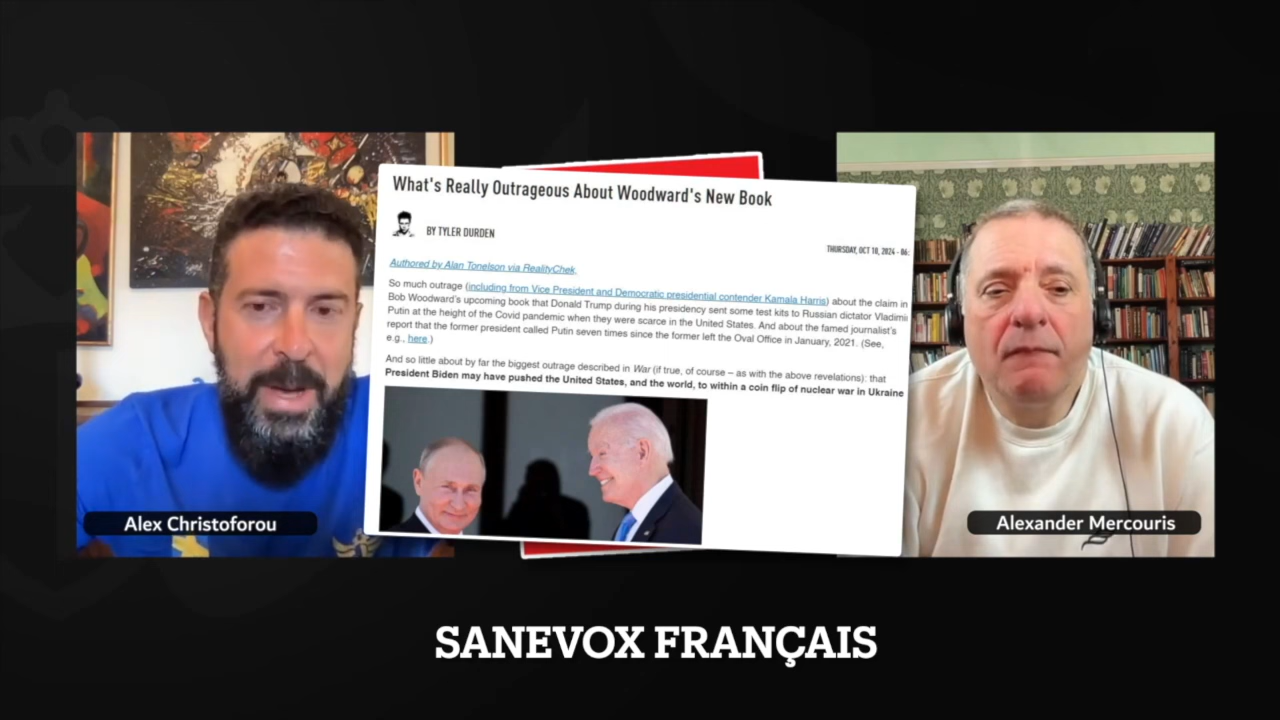 What's Really Outrageous About Woodward's New Book
BY TYLER DURDEN
THURSDAY, OCT 10, 2024 - 06:
Authored by Alan Tonelson via RealityChek,
So much outrage (including from Vice President and Democratic presidential contender Kamala Harris) about the claim in
Bob Woodward's upcoming book that Donald Trump during his presidency sent some test kits to Russian dictator Vladimir
Putin at the height of the Covid pandemic when they were scarce in the United States. And about the famed journalist's
report that the former president called Putin seven times since the former left the Oval Office in January, 2021. (See,
e.g., here.)
And so little about by far the biggest outrage described in War (if true, of course – as with the above revelations): that
President Biden may have pushed the United States, and the world, to within a coin flip of nuclear war in Ukraine
Alex Christoforou
Alexander Mercouris
SANEVOX FRANÇAIS